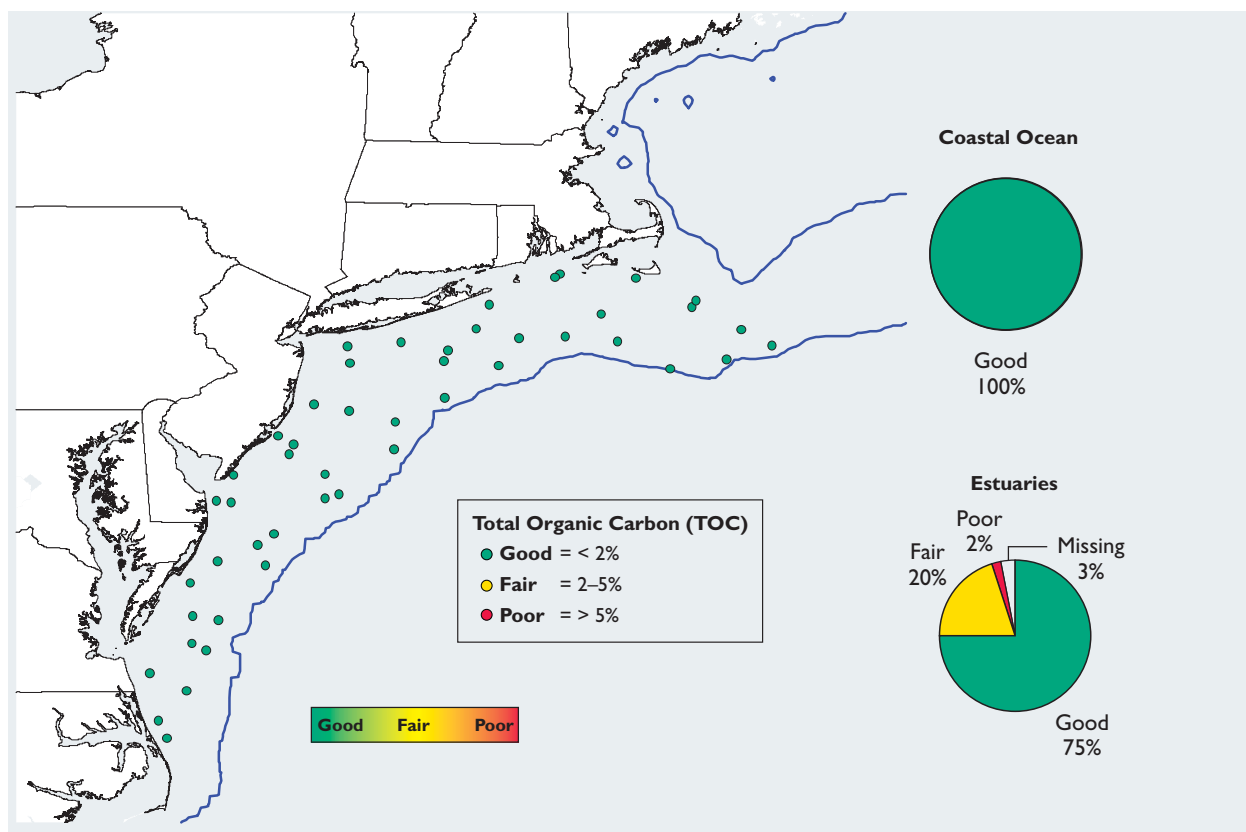 Coastal Ocean
Good
100%
Estuaries
Poor
2%
Missing
3%
Fair
20%
Good
75%
Total Organic Carbon (TOC)
Good = < 2%
Fair = 2–5%
Poor = > 5%
Good Fair Poor